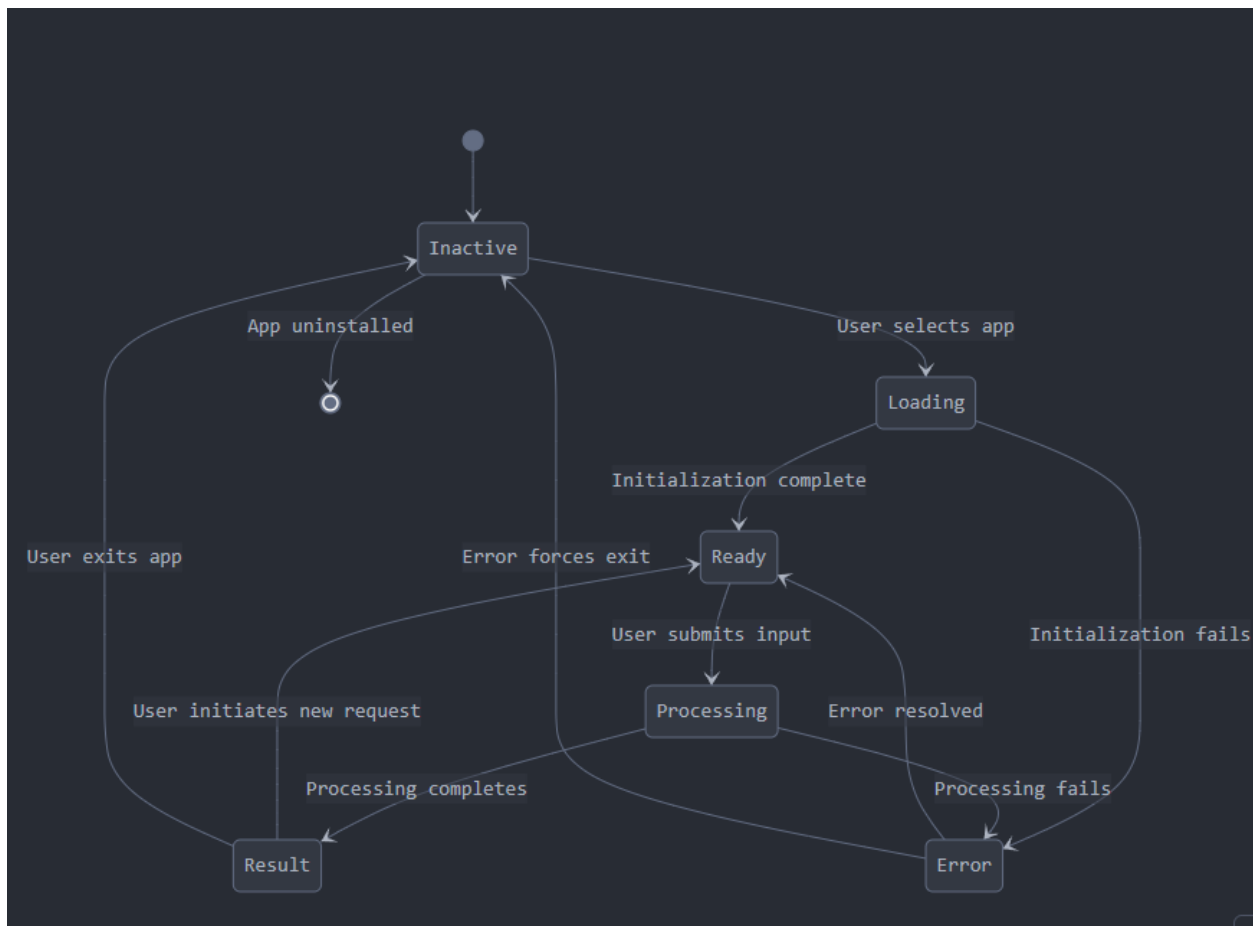 Inactive
App uninstalled
User selects app
Loading
Initialization complete
User exits app
Error forces exit
Ready
User submits input
Initialization fails
User initiates new request
Processing
Error resolved
Processing completes
Processing fails
Result
Error